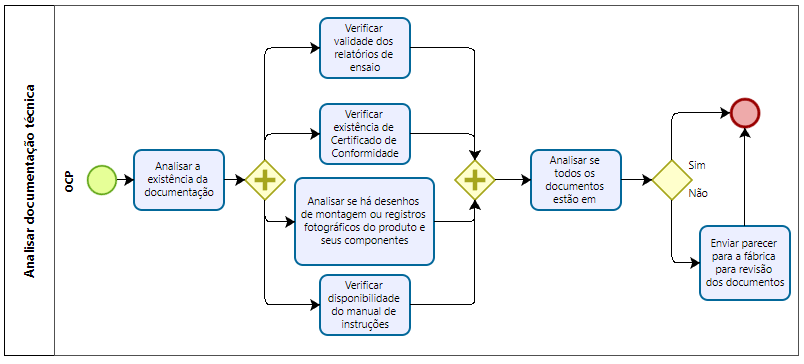 Analisar documentação técnica
OCP
Analisar a
existência da
documentação
Verificar
validade dos
relatórios de
ensaio
Verificar
existência de
Certificado de
Conformidade
Analisar se há desenhos
de montagem ou registros
fotográficos do produto e
seus componentes
Verificar
disponibilidade
do manual de
instruções
Analisar se
todos os
documentos
estão em
Sim
Não
Enviar parecer
para a fábrica
para revisão
dos documentos